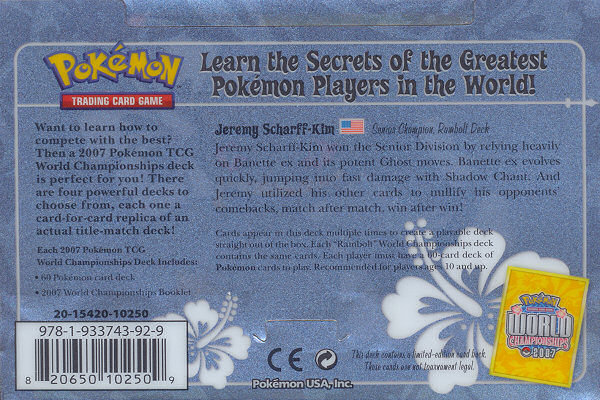 POKéMON
TRADING CARD GAME
Learn the Secrets of the Greatest
Pokémon Players in the World!
Want to learn how to
compete with the best?
Then a 2007 Pokémon TCG
World Championships deck
is perfect for you! There
are four powerful decks to
choose from, each one a
card-for-card replica of an
actual title-match deck!
Each 2007 Pokémon TCG
World Championships Deck Includes:
• 60 Pokémon card deck
• 2007 World Championships Booklet
20-15420-10250
978-1-933743-92-9
8 20650 10250 9
Jeremy Scharff-Kim Senior Champion, Rambolt Deck
Jeremy Scharff-Kim won the Senior Division by relying heavily
on Banette ex and its potent Ghost moves. Banette ex evolves
quickly, jumping into fast damage with Shadow Chant. And
Jeremy utilized his other cards to nullify his opponents'
comebacks, match after match, win after win!
Cards appear in this deck multiple times to create a playable deck
straight out of the box. Each "Rambolt" World Championships deck
contains the same cards. Each player must have a 60-card deck of
Pokémon cards to play. Recommended for players ages 10 and up.
POKéMON
WORLD
CHAMPIONSHIPS
2007
CE
This deck contains a limited-edition card back.
These cards are not tournament legal.
Pokémon USA, Inc.